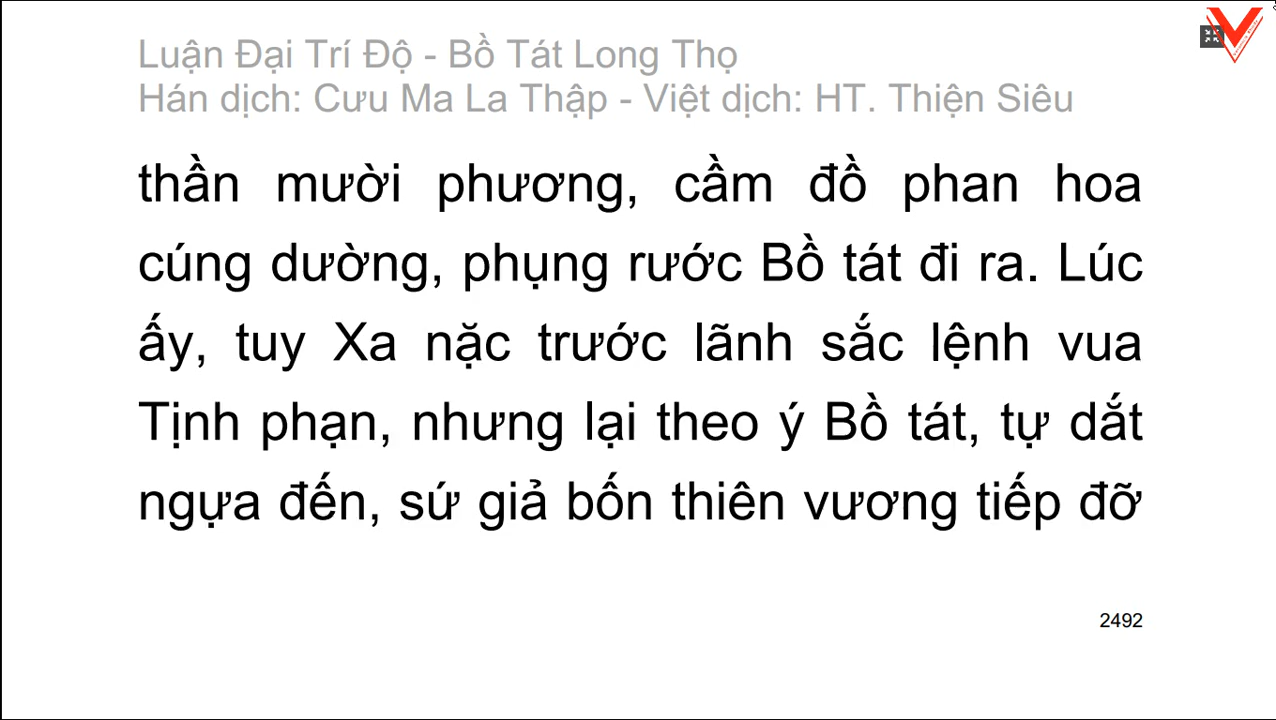 Luận Đại Trí Độ - Bồ Tát Long Thọ
Hán dịch: Cưu Ma La Thập - Việt dịch: HT. Thiện Siêu
thần mười phương, cầm đồ phan hoa
cúng dường, phụng rước Bồ tát đi ra. Lúc
ấy, tuy Xa nặc trước lãnh sắc lệnh vua
Tịnh phạn, nhưng lại theo ý Bồ tát, tự dắt
ngựa đến, sứ giả bốn thiên vương tiếp đỡ
2492